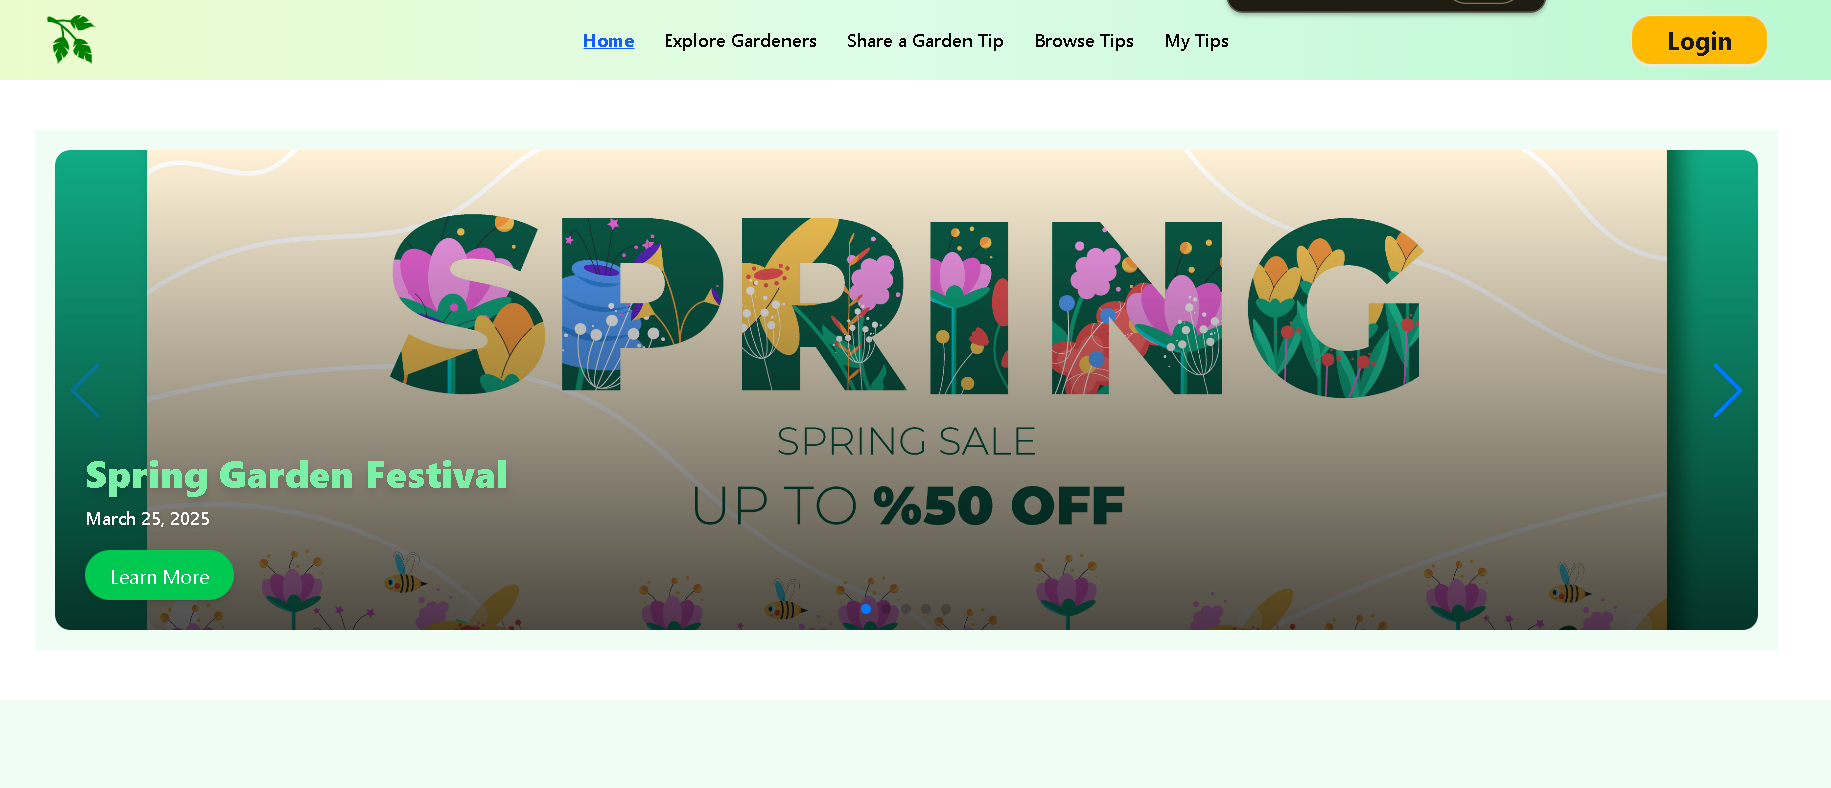 Home Explore Gardeners Share a Garden Tip Browse Tips My Tips Login
SPRING
SPRING SALE
UP TO %50 OFF
Spring Garden Festival
March 25, 2025
Learn More